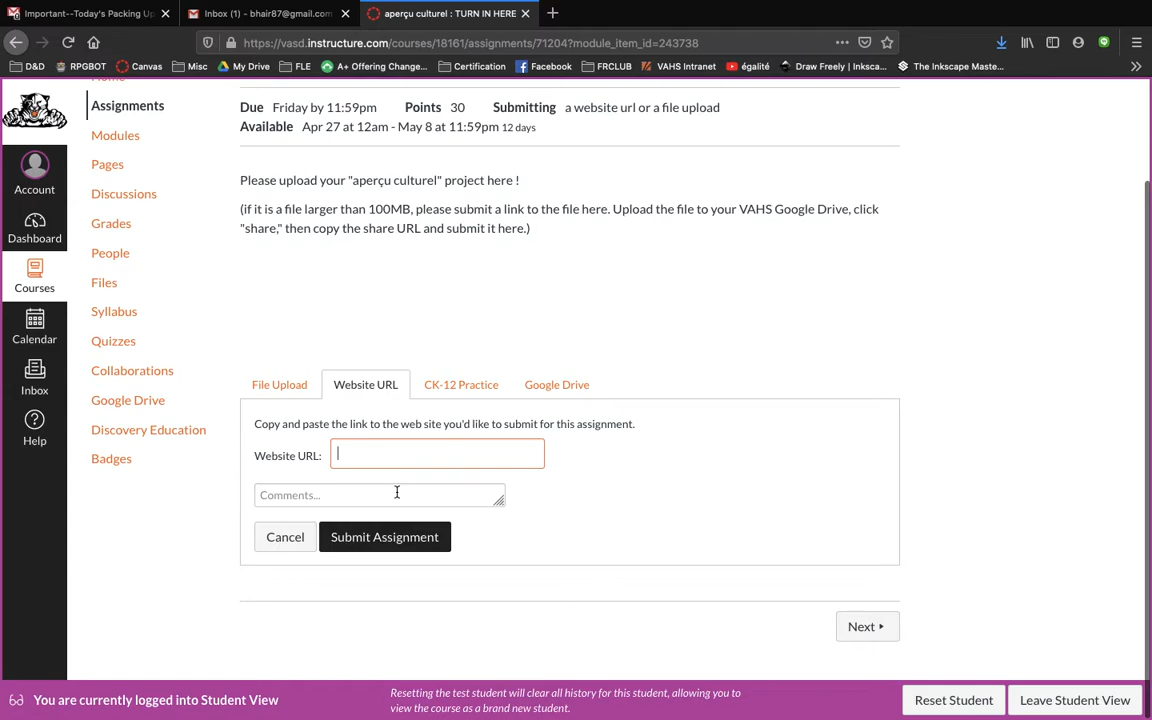 Important--Today's Packing Up
Inbox (1) - bhair87@gmail.com
aperçu culturel : TURN IN HERE
https://vasd.instructure.com/courses/18161/assignments/71204?module_item_id=243738
D&D
RPGBOT
Canvas
Misc
My Drive
FLE
A+ Offering Change...
Certification
Facebook
FRCLUB
VAHS Intranet
égalité
Draw Freely | Inksca...
The Inkscape Maste...
Home
Assignments
Modules
Pages
Discussions
Grades
People
Files
Syllabus
Quizzes
Collaborations
Google Drive
Discovery Education
Badges
Account
Dashboard
Courses
Calendar
Inbox
Help
Due Friday by 11:59pm Points 30 Submitting a website url or a file upload
Available Apr 27 at 12am - May 8 at 11:59pm 12 days
Please upload your "aperçu culturel" project here !
(if it is a file larger than 100MB, please submit a link to the file here. Upload the file to your VAHS Google Drive, click
"share," then copy the share URL and submit it here.)
File Upload
Website URL
CK-12 Practice
Google Drive
Copy and paste the link to the web site you'd like to submit for this assignment.
Website URL:
Comments...
Cancel
Submit Assignment
Next
You are currently logged into Student View
Resetting the test student will clear all history for this student, allowing you to
view the course as a brand new student.
Reset Student
Leave Student View